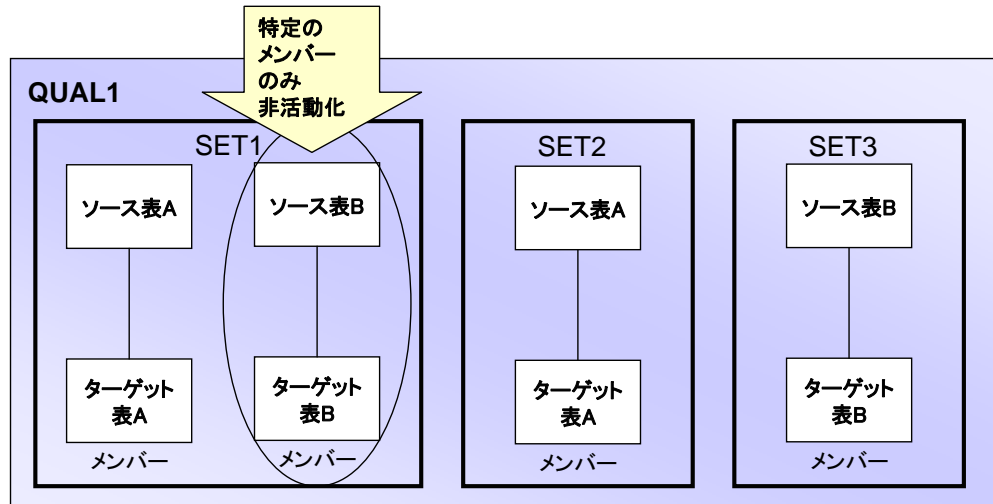 特定の
メンバー
のみ
非活動化
QUAL1
SET1
ソース表A
ソース表B
ターゲット
表A
ターゲット
表B
メンバー
メンバー
SET2
ソース表A
ターゲット
表A
メンバー
SET3
ソース表B
ターゲット
表B
メンバー